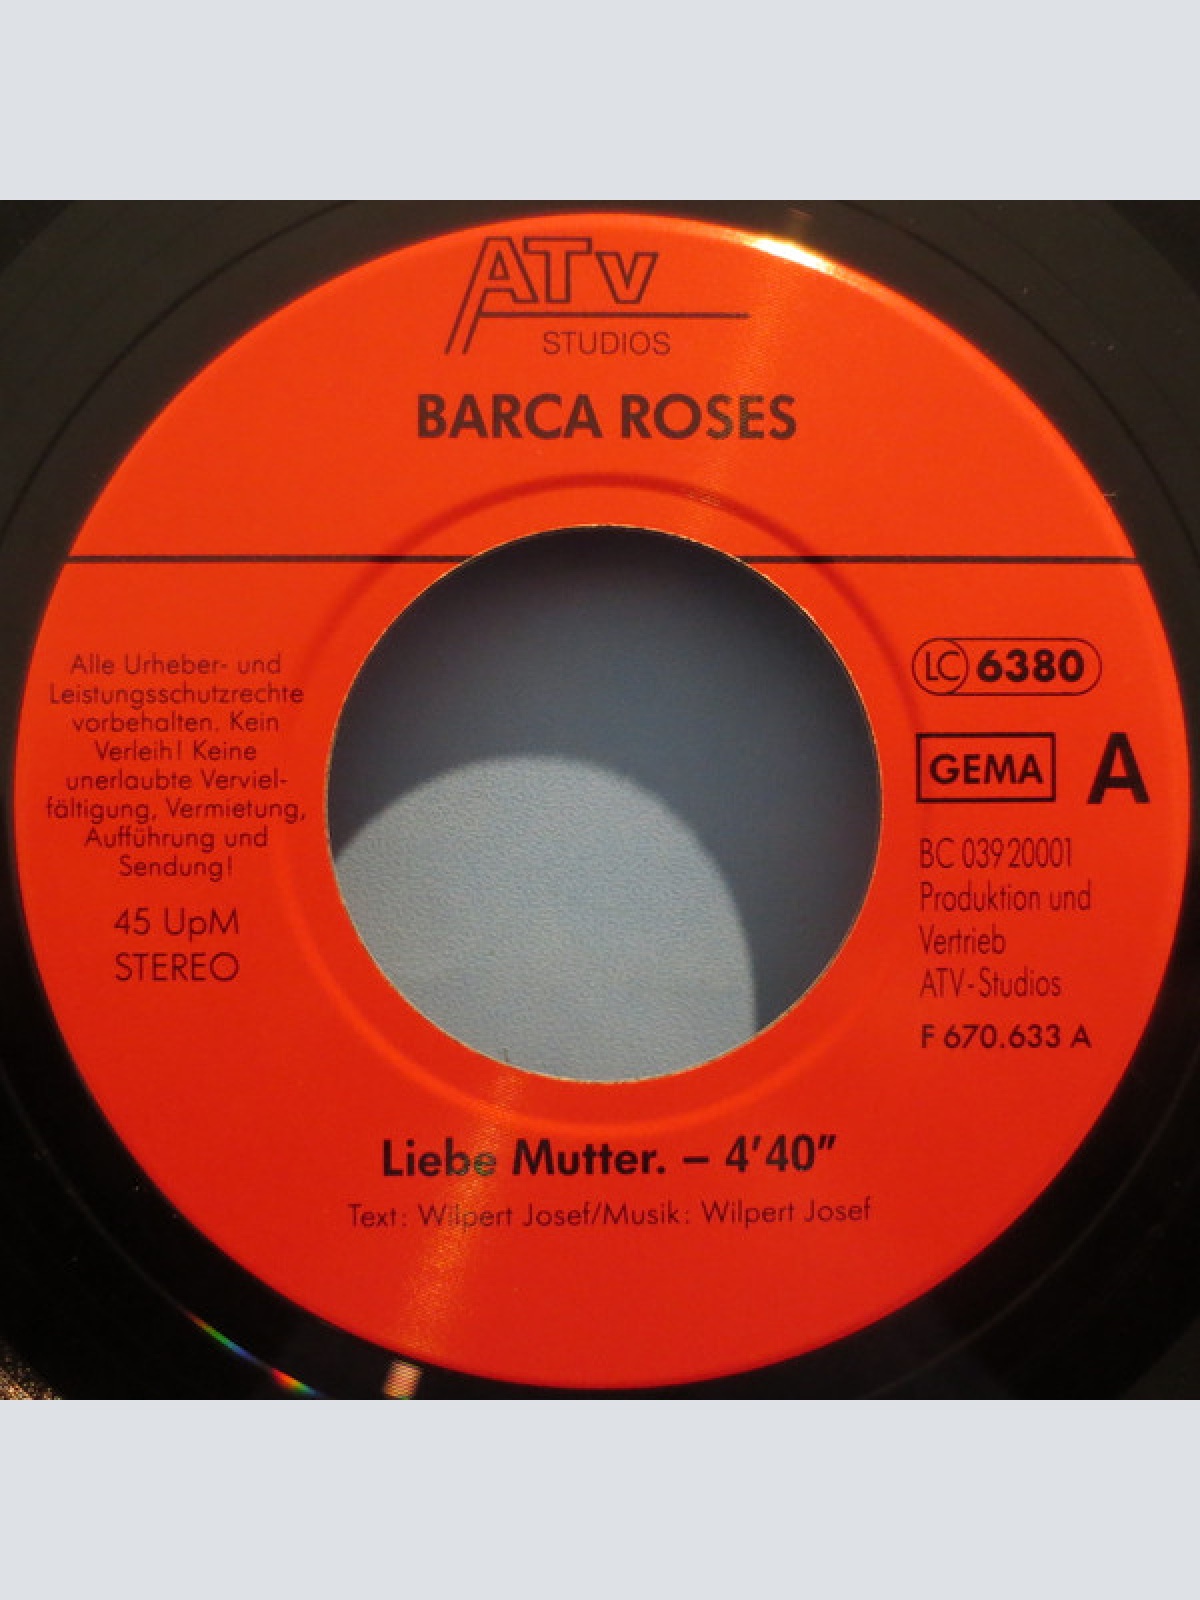 ATV
STUDIOS
BARCA ROSES
Alle Urheber- und
Leistungsschutzrechte
vorbehalten. Kein
Verleih! Keine
unerlaubte Verviel-
fältigung, Vermietung,
Aufführung und
Sendung!
45 UpM
STEREO
LC 6380
GEMA A
BC 039 20001
Produktion und
Vertrieb
ATV-Studios
F 670.633 A
Liebe Mutter. – 4'40"
Text: Wilpert Josef/Musik: Wilpert Josef